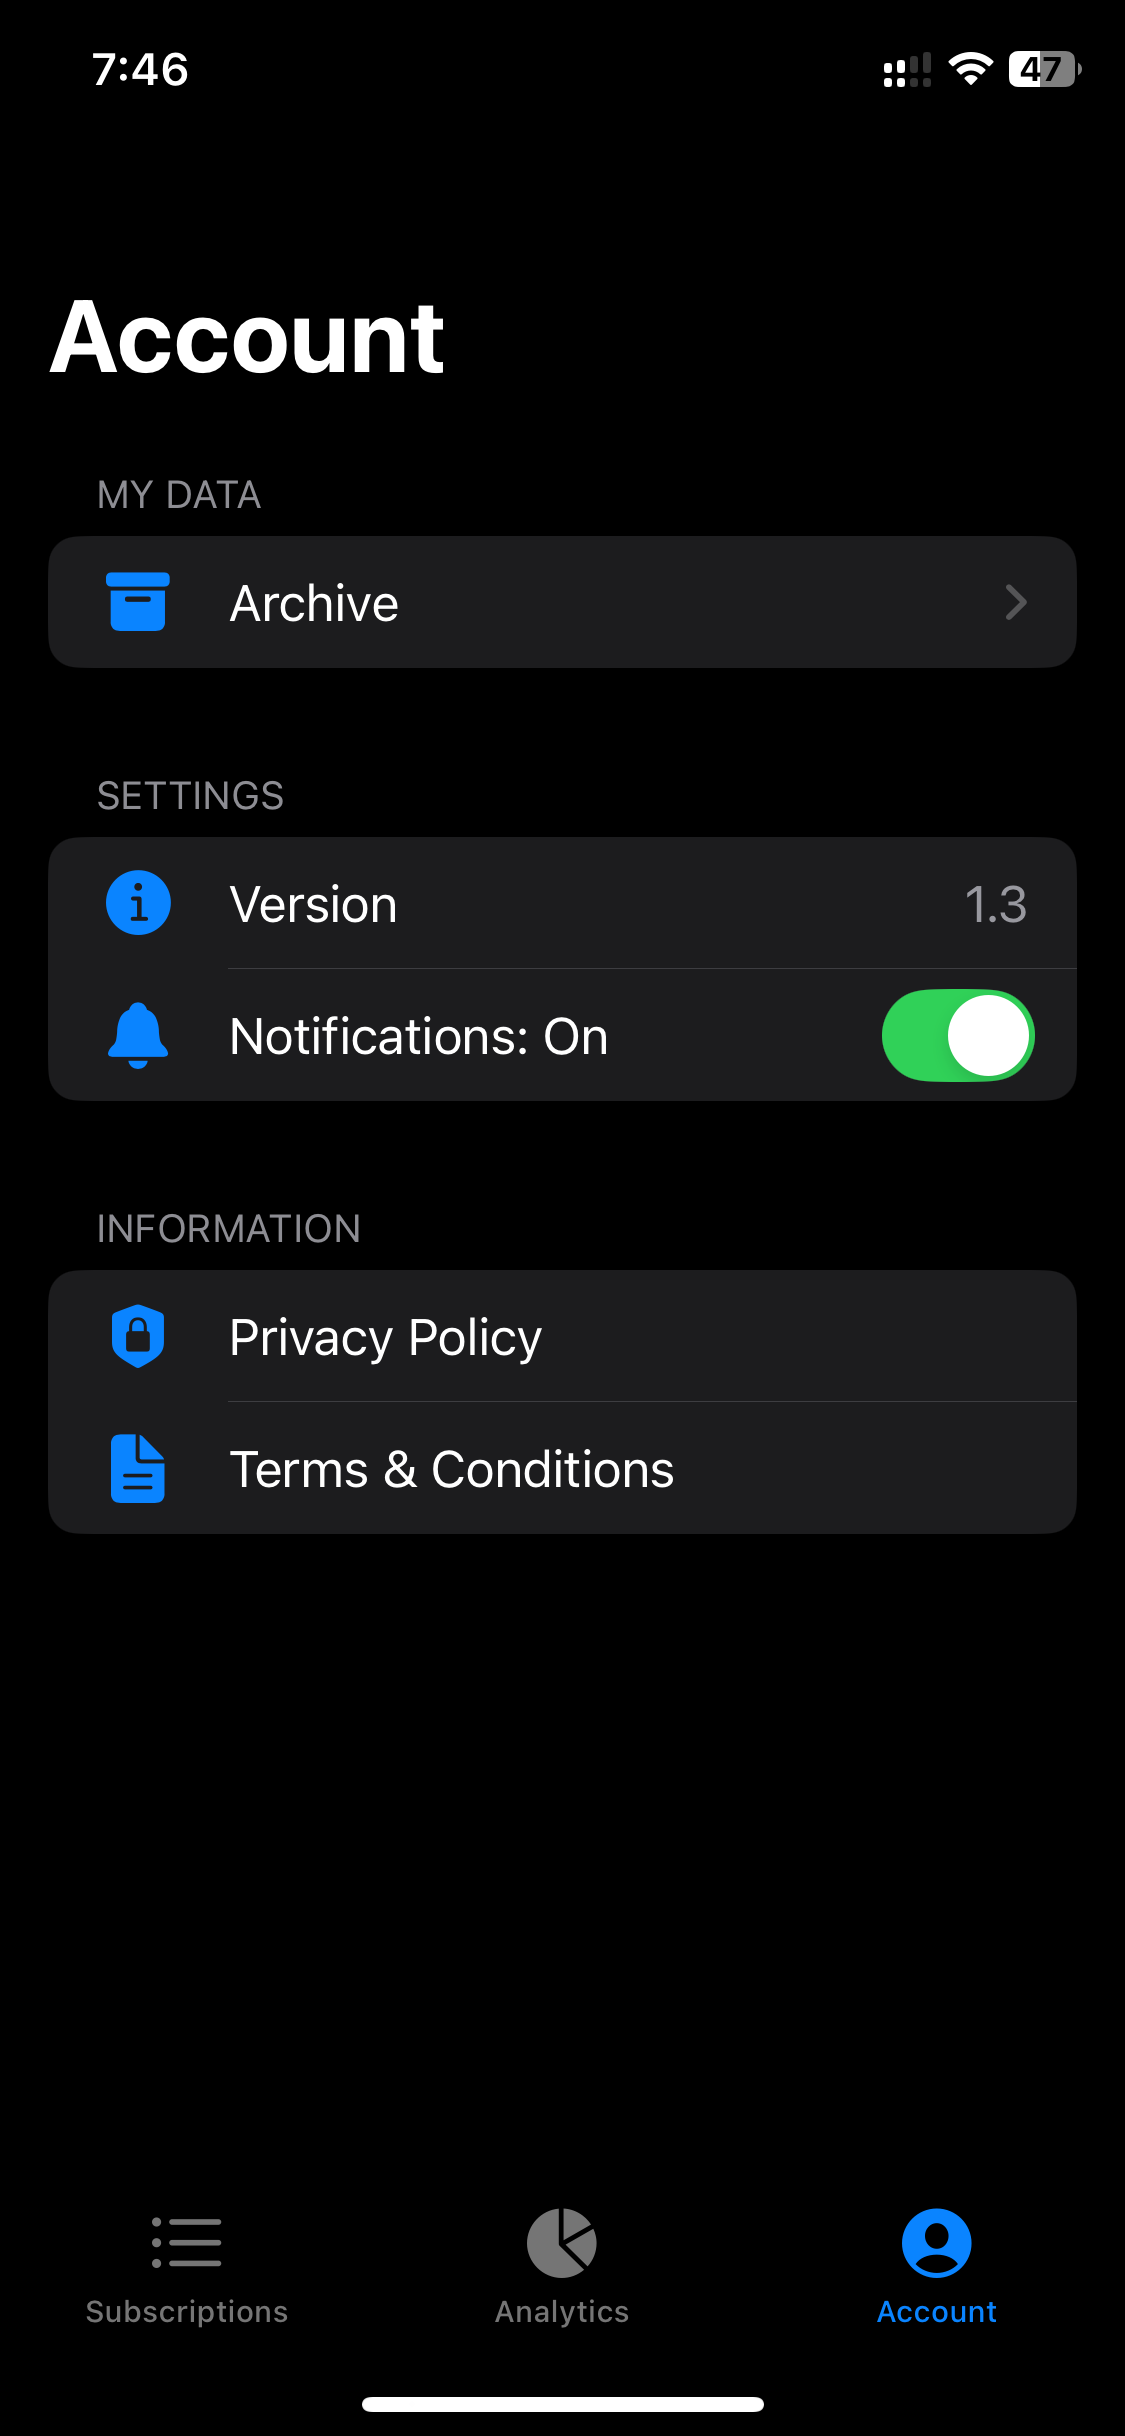 7:46
47
Account
MY DATA
Archive
SETTINGS
Version
1.3
Notifications: On
INFORMATION
Privacy Policy
Terms & Conditions
Subscriptions
Analytics
Account